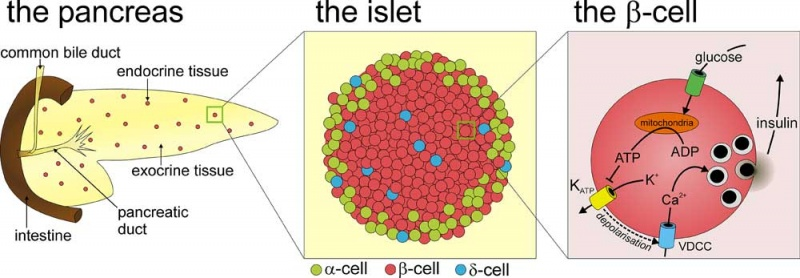 the pancreas
the islet
the β-cell
common bile duct
endocrine tissue
exocrine tissue
pancreatic
duct
intestine
α-cell
β-cell
δ-cell
glucose
mitochondria
ATP
ADP
insulin
K⁺
KATP
Ca²⁺
depolarisation
VDCC